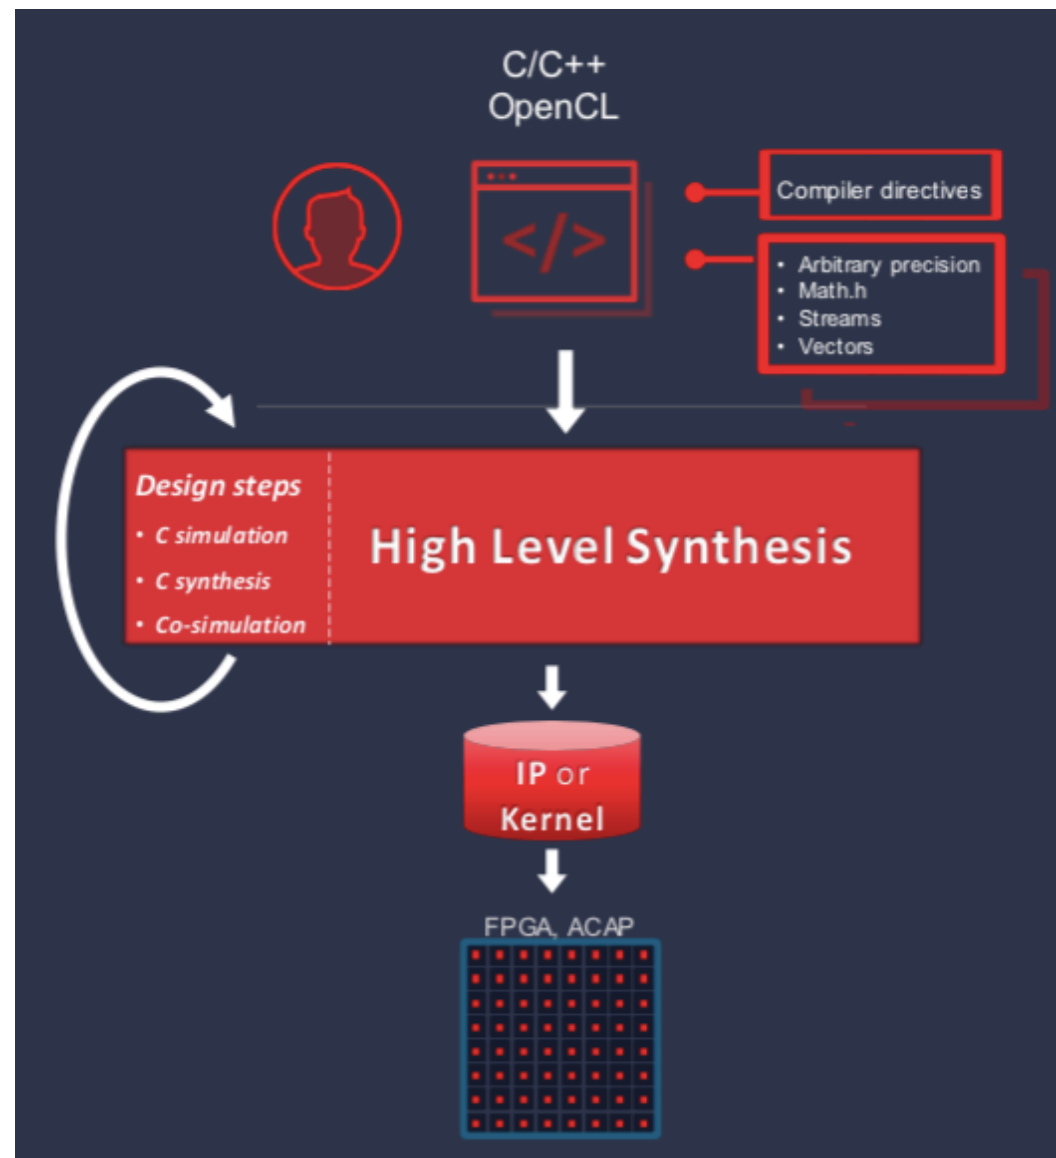 C/C++
OpenCL
</>
Compiler directives
• Arbitrary precision
• Math.h
• Streams
• Vectors
Design steps
• C simulation
• C synthesis
• Co-simulation
High Level Synthesis
IP or
Kernel
FPGA, ACAP